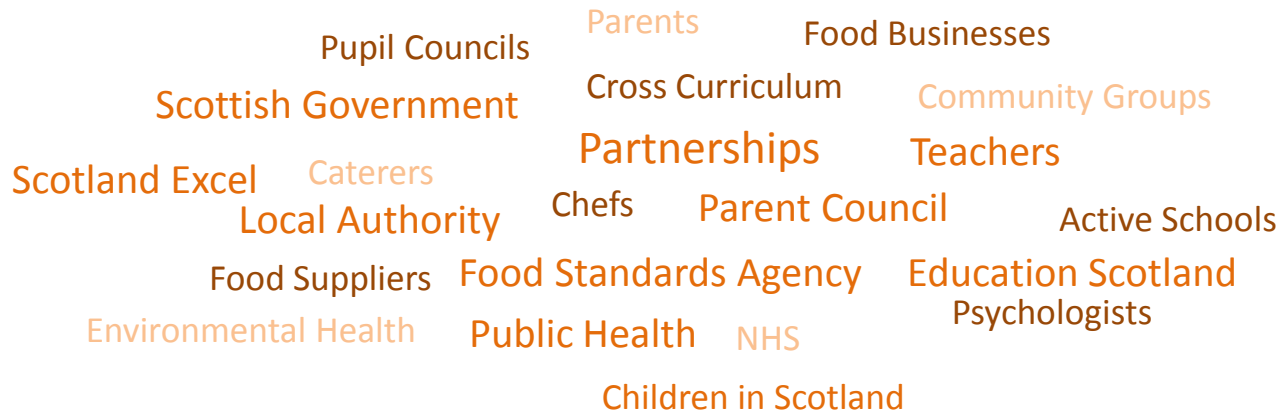 Parents
Food Businesses
Pupil Councils
Cross Curriculum
Community Groups
Scottish Government
Partnerships
Teachers
Scotland Excel
Caterers
Chefs
Parent Council
Local Authority
Active Schools
Food Suppliers
Food Standards Agency
Education Scotland
Psychologists
Environmental Health
Public Health
NHS
Children in Scotland